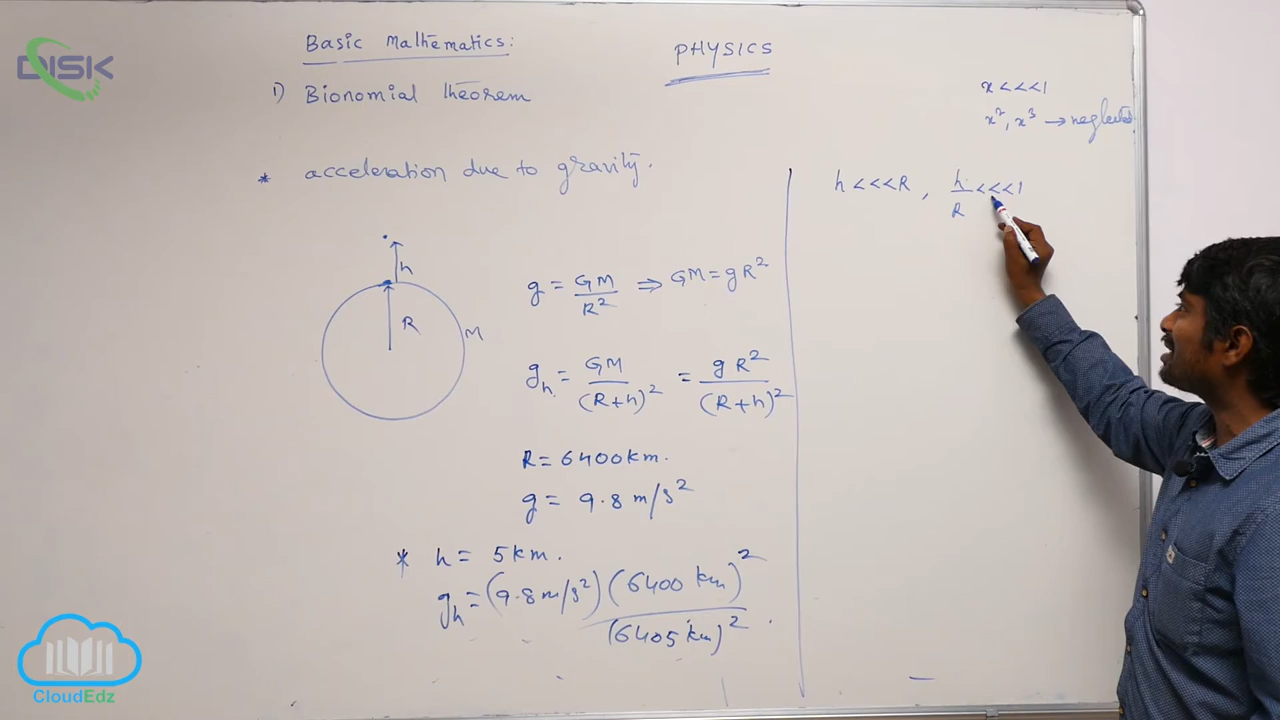 DISK
Basic Mathematics:
PHYSICS
1) Bionomial theorem
x <<<1
x², x³ → neglected
* acceleration due to gravity.
h <<<R, h/R <<<1
h
R
M
g = GM/R² ⇒ GM = gR²
g_h = GM/(R+h)² = gR²/(R+h)²
R = 6400 km.
g = 9.8 m/s²
* h = 5 km.
g_h = (9.8 m/s²) (6400 km)²/(6405 km)².
CloudEdz